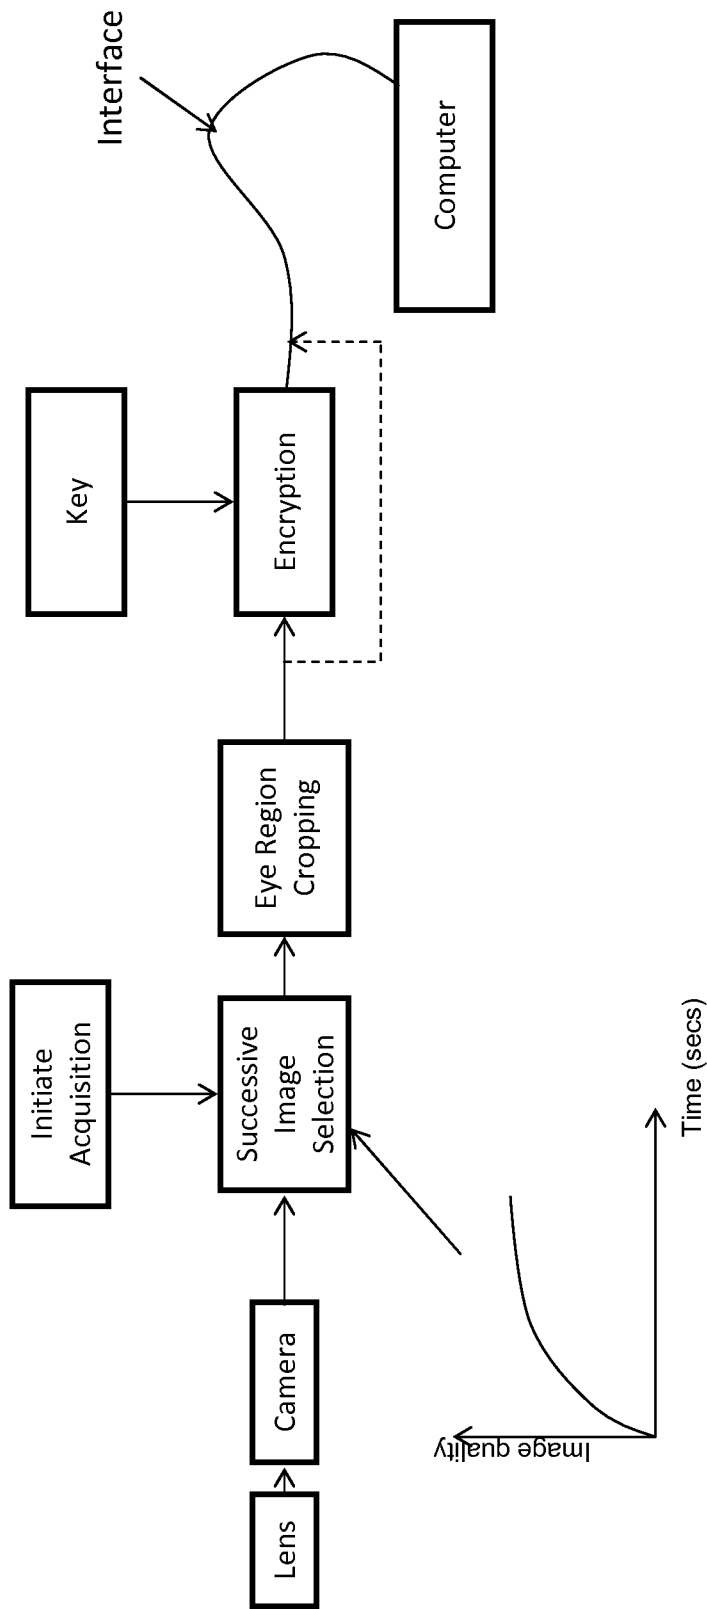 Lens
Camera
Initiate
Acquisition
Successive
Image
Selection
Eye Region
Cropping
Key
Encryption
Interface
Computer
Image quality
Time (secs)